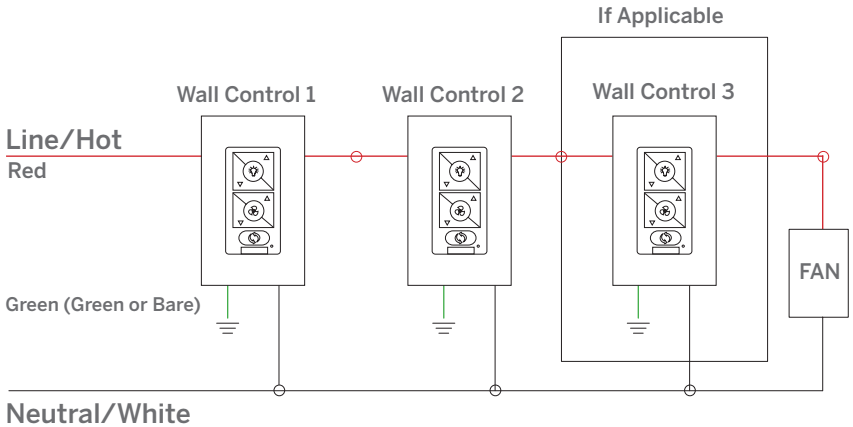 If Applicable
Wall Control 1
Wall Control 2
Wall Control 3
Line/Hot
Red
FAN
Green (Green or Bare)
Neutral/White